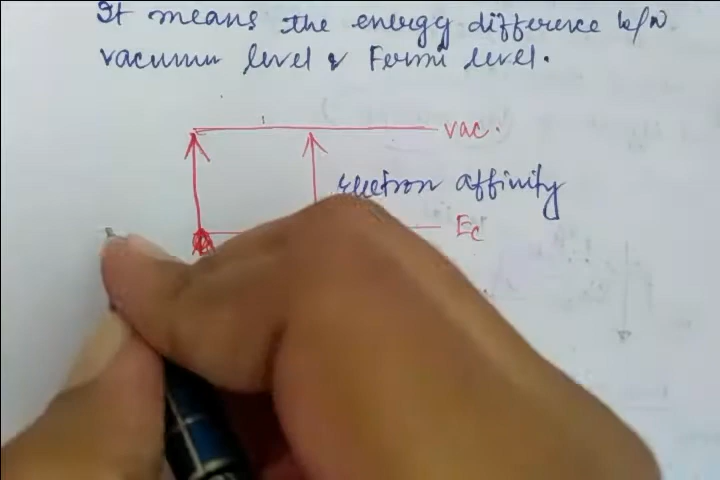 It means the energy difference b/w
vacuum level & Fermi level.
vac.
electron affinity
Ec